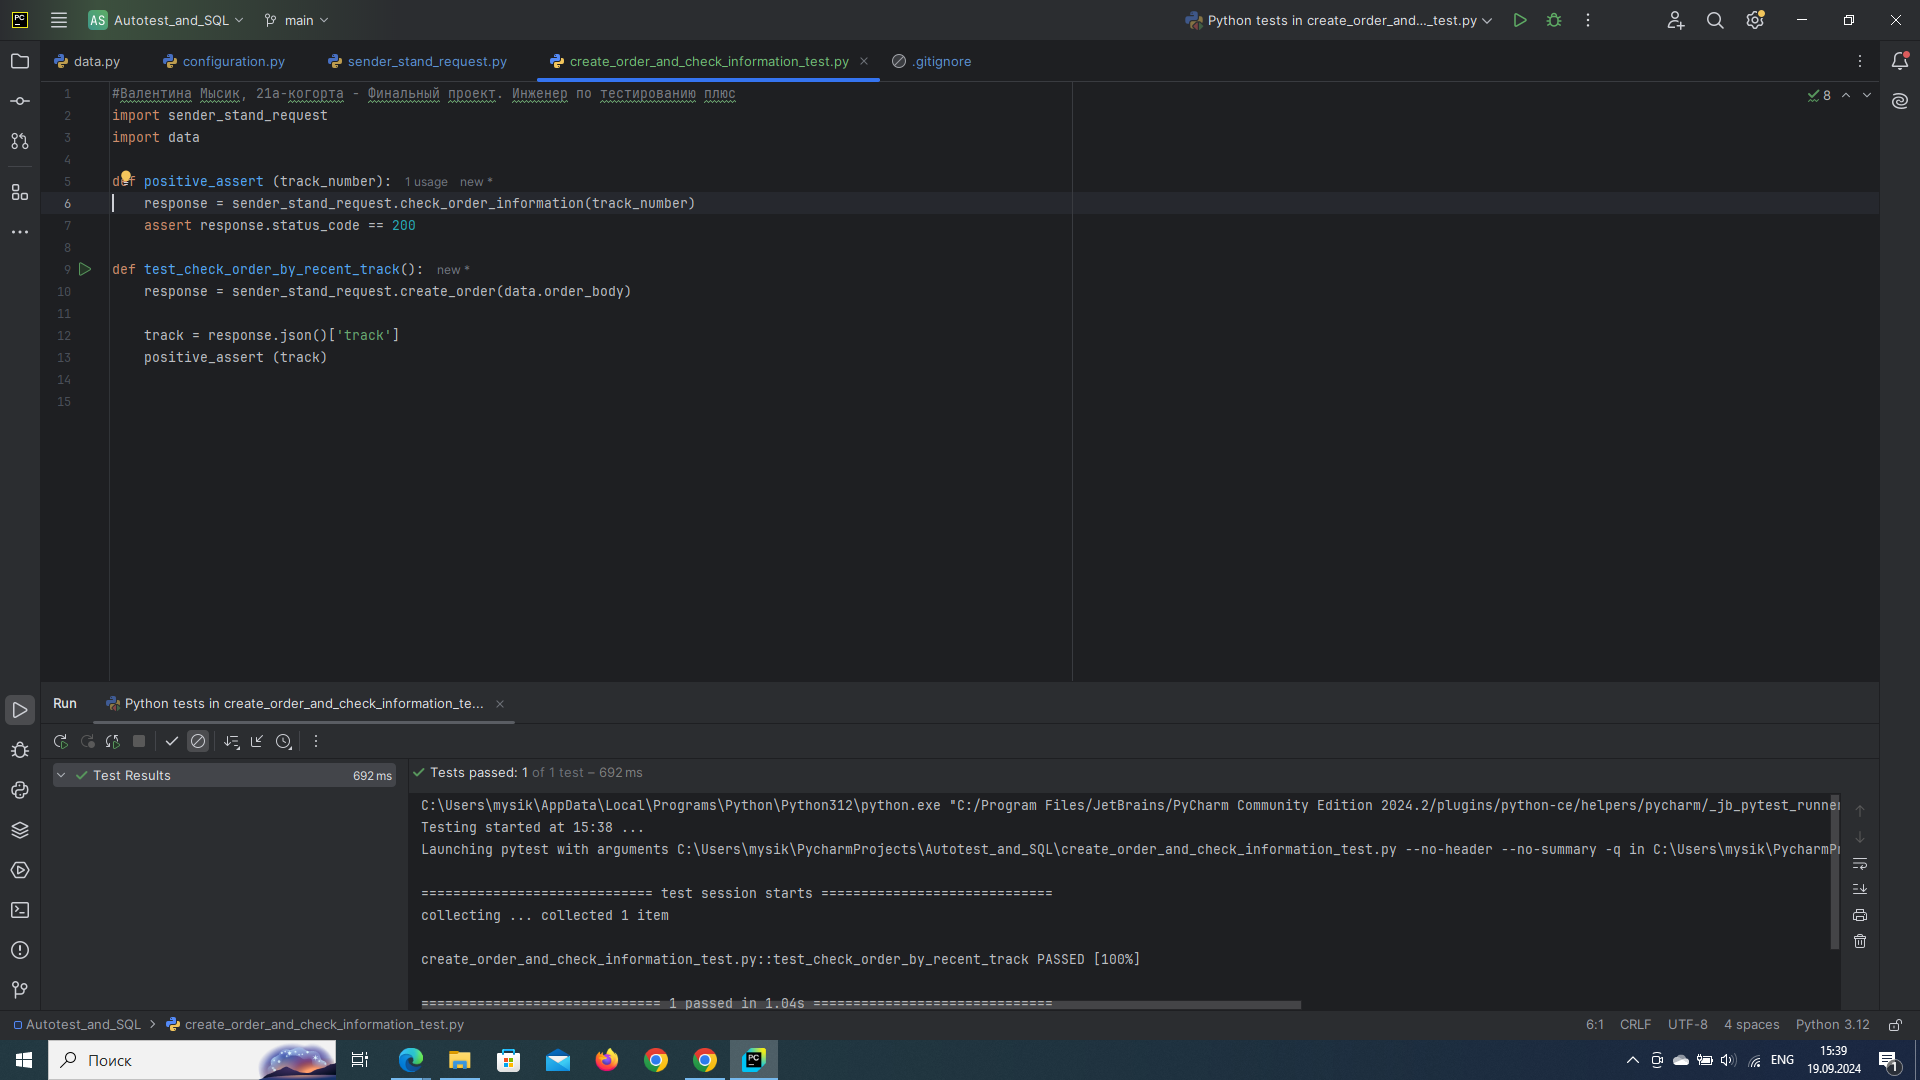 AS Autotest_and_SQL main Python tests in create_order_and..._test.py
data.py configuration.py sender_stand_request.py create_order_and_check_information_test.py .gitignore
1 #Валентина Мысик, 21а-когорта - Финальный проект. Инженер по тестированию плюс 8
2 import sender_stand_request
3 import data
4
5 def positive_assert (track_number): 1 usage new *
6 response = sender_stand_request.check_order_information(track_number)
7 assert response.status_code == 200
8
9 def test_check_order_by_recent_track(): new *
10 response = sender_stand_request.create_order(data.order_body)
11
12 track = response.json()['track']
13 positive_assert (track)
14
15
Run Python tests in create_order_and_check_information_te...
Test Results 692 ms
Tests passed: 1 of 1 test – 692 ms
C:\Users\mysik\AppData\Local\Programs\Python\Python312\python.exe "C:/Program Files/JetBrains/PyCharm Community Edition 2024.2/plugins/python-ce/helpers/pycharm/_jb_pytest_runner
Testing started at 15:38 ...
Launching pytest with arguments C:\Users\mysik\PycharmProjects\Autotest_and_SQL\create_order_and_check_information_test.py --no-header --no-summary -q in C:\Users\mysik\PycharmPr
============================= test session starts =============================
collecting ... collected 1 item
create_order_and_check_information_test.py::test_check_order_by_recent_track PASSED [100%]
============================== 1 passed in 1.04s ==============================
Autotest_and_SQL > create_order_and_check_information_test.py 6:1 CRLF UTF-8 4 spaces Python 3.12
Поиск
PC
ENG
15:39
19.09.2024
1